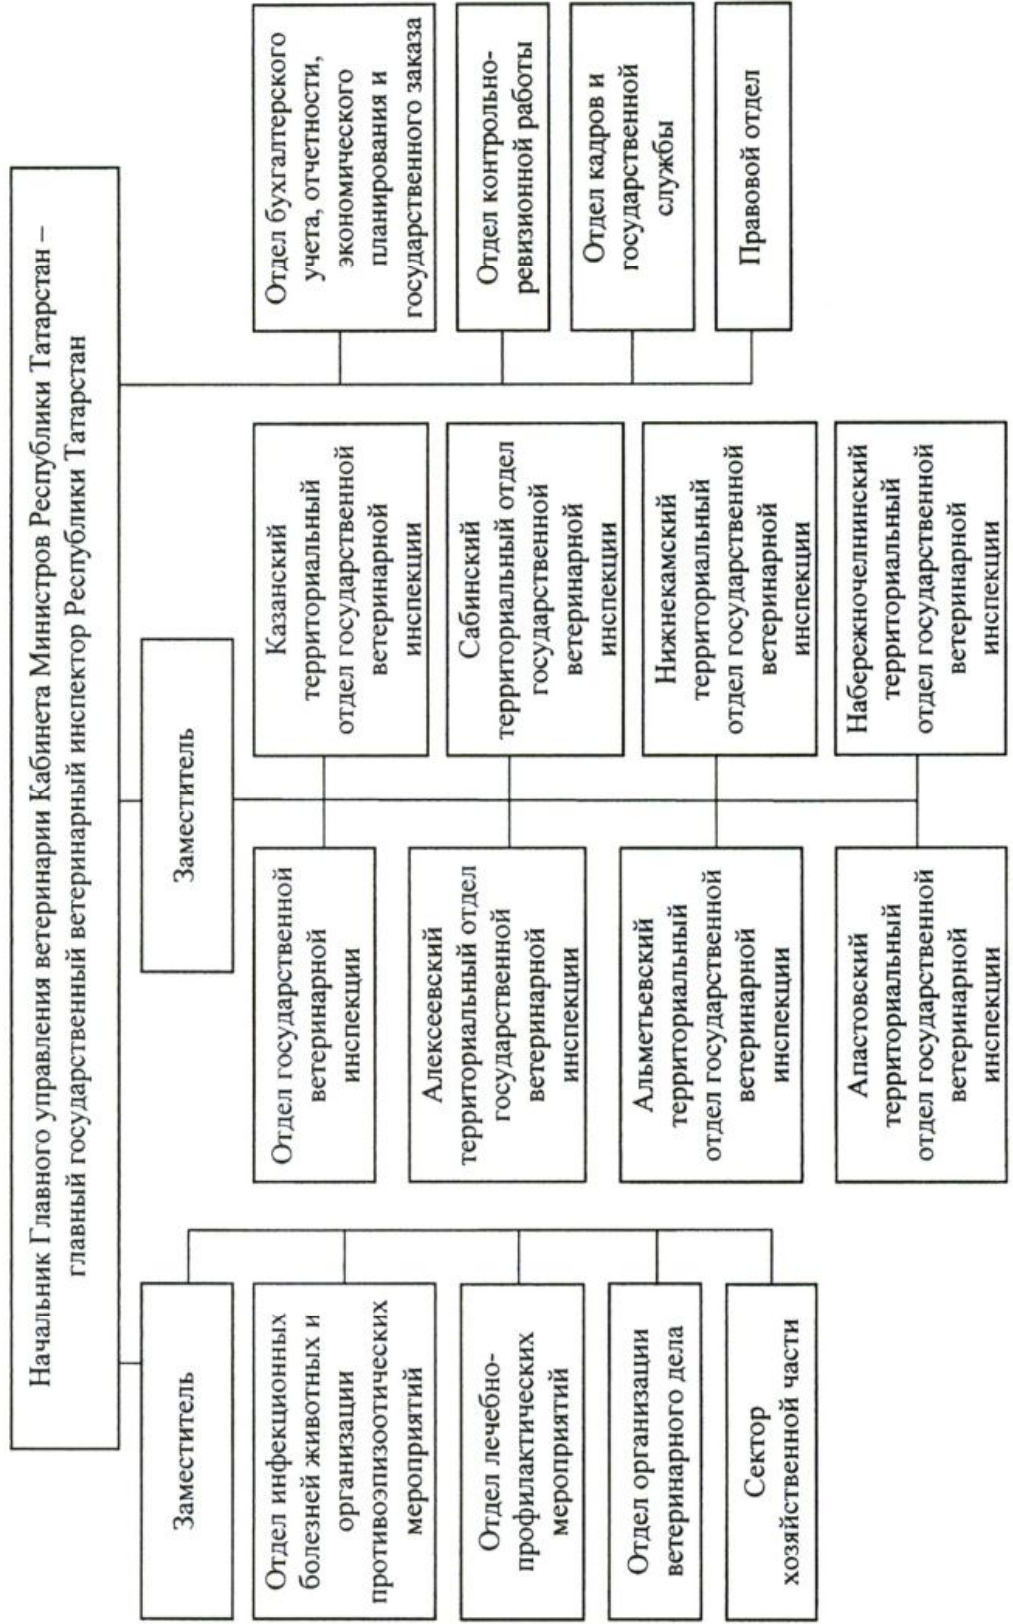 Начальник Главного управления ветеринарии Кабинета Министров Республики Татарстан –
главный государственный ветеринарный инспектор Республики Татарстан
Заместитель
Отдел инфекционных
болезней животных и
организации
противоэпизоотических
мероприятий
Отдел лечебно-
профилактических
мероприятий
Отдел организации
ветеринарного дела
Сектор
хозяйственной части
Заместитель
Отдел государственной
ветеринарной
инспекции
Алексеевский
территориальный отдел
государственной
ветеринарной
инспекции
Альметьевский
территориальный
отдел государственной
ветеринарной
инспекции
Апастовский
территориальный
отдел государственной
ветеринарной
инспекции
Казанский
территориальный
отдел государственной
ветеринарной
инспекции
Сабинский
территориальный отдел
государственной
ветеринарной
инспекции
Нижнекамский
территориальный
отдел государственной
ветеринарной
инспекции
Набережночелнинский
территориальный
отдел государственной
ветеринарной
инспекции
Отдел бухгалтерского
учета, отчетности,
экономического
планирования и
государственного заказа
Отдел контрольно-
ревизионной работы
Отдел кадров и
государственной
службы
Правовой отдел